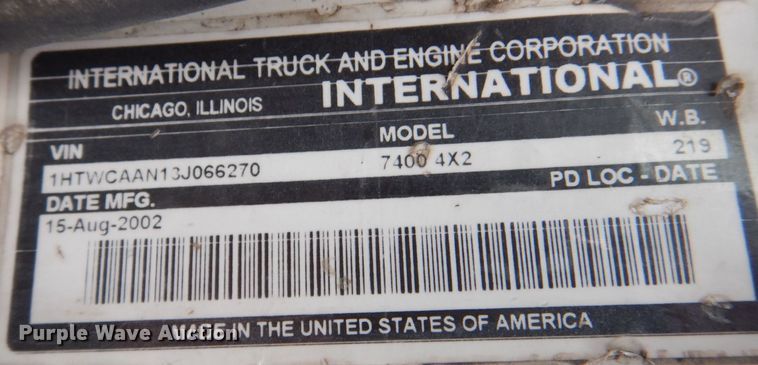 INTERNATIONAL TRUCK AND ENGINE CORPORATION
CHICAGO, ILLINOIS INTERNATIONAL®
VIN MODEL W.B.
1HTWCAAN13J066270 7400 4X2 219
DATE MFG. PD LOC - DATE
15-Aug-2002
IN THE UNITED STATES OF AMERICA
Purple Wave Auction